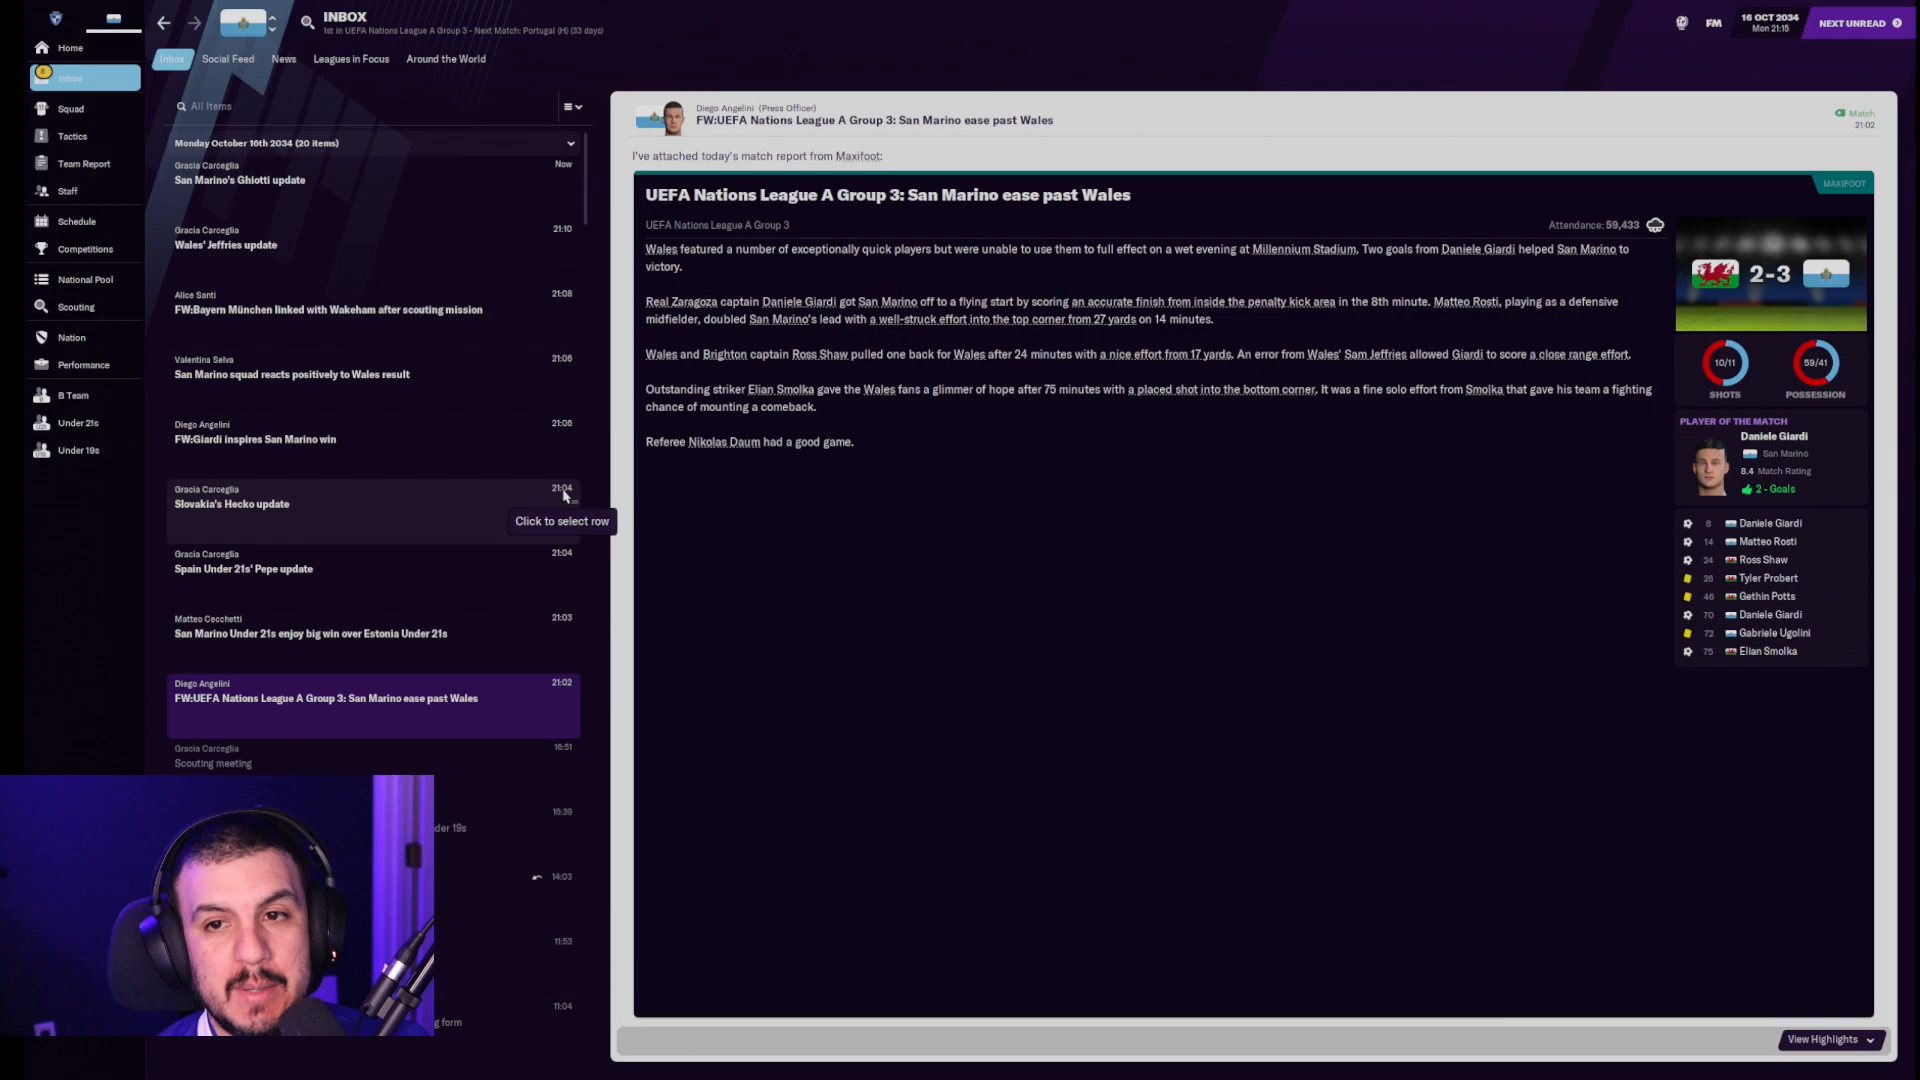 INBOX
1st in UEFA Nations League A Group 3 - Next Match: Portugal (H) (33 days)
FM
16 OCT 2034
Mon 21:15
NEXT UNREAD
Home
8
Inbox
Squad
Tactics
Team Report
Staff
Schedule
Competitions
National Pool
Scouting
Nation
Performance
B Team
Under 21s
Under 19s
Inbox
Social Feed
News
Leagues in Focus
Around the World
All Items
Monday October 16th 2034 (20 items)
Gracia Carceglia
Now
San Marino's Ghiotti update
Gracia Carceglia
21:10
Wales' Jeffries update
Alice Santi
21:08
FW:Bayern München linked with Wakeham after scouting mission
Valentina Selva
21:06
San Marino squad reacts positively to Wales result
Diego Angelini
21:06
FW:Giardi inspires San Marino win
Gracia Carceglia
21:04
Slovakia's Hecko update
Click to select row
Gracia Carceglia
21:04
Spain Under 21s' Pepe update
Matteo Cecchetti
21:03
San Marino Under 21s enjoy big win over Estonia Under 21s
Diego Angelini
21:02
FW:UEFA Nations League A Group 3: San Marino ease past Wales
Gracia Carceglia
16:51
Scouting meeting
16:39
der 19s
14:03
11:53
11:04
g form
Diego Angelini (Press Officer)
FW:UEFA Nations League A Group 3: San Marino ease past Wales
Match
21:02
I've attached today's match report from Maxifoot:
UEFA Nations League A Group 3: San Marino ease past Wales
MAXIFOOT
UEFA Nations League A Group 3
Attendance: 59,433
Wales featured a number of exceptionally quick players but were unable to use them to full effect on a wet evening at Millennium Stadium. Two goals from Daniele Giardi helped San Marino to
victory.
Real Zaragoza captain Daniele Giardi got San Marino off to a flying start by scoring an accurate finish from inside the penalty kick area in the 8th minute. Matteo Rosti, playing as a defensive
midfielder, doubled San Marino's lead with a well-struck effort into the top corner from 27 yards on 14 minutes.
Wales and Brighton captain Ross Shaw pulled one back for Wales after 24 minutes with a nice effort from 17 yards. An error from Wales' Sam Jeffries allowed Giardi to score a close range effort.
Outstanding striker Elian Smolka gave the Wales fans a glimmer of hope after 75 minutes with a placed shot into the bottom corner. It was a fine solo effort from Smolka that gave his team a fighting
chance of mounting a comeback.
Referee Nikolas Daum had a good game.
2-3
10/11
SHOTS
59/41
POSSESSION
PLAYER OF THE MATCH
Daniele Giardi
San Marino
8.4 Match Rating
2 - Goals
8 Daniele Giardi
14 Matteo Rosti
24 Ross Shaw
26 Tyler Probert
46 Gethin Potts
70 Daniele Giardi
72 Gabriele Ugolini
75 Elian Smolka
View Highlights